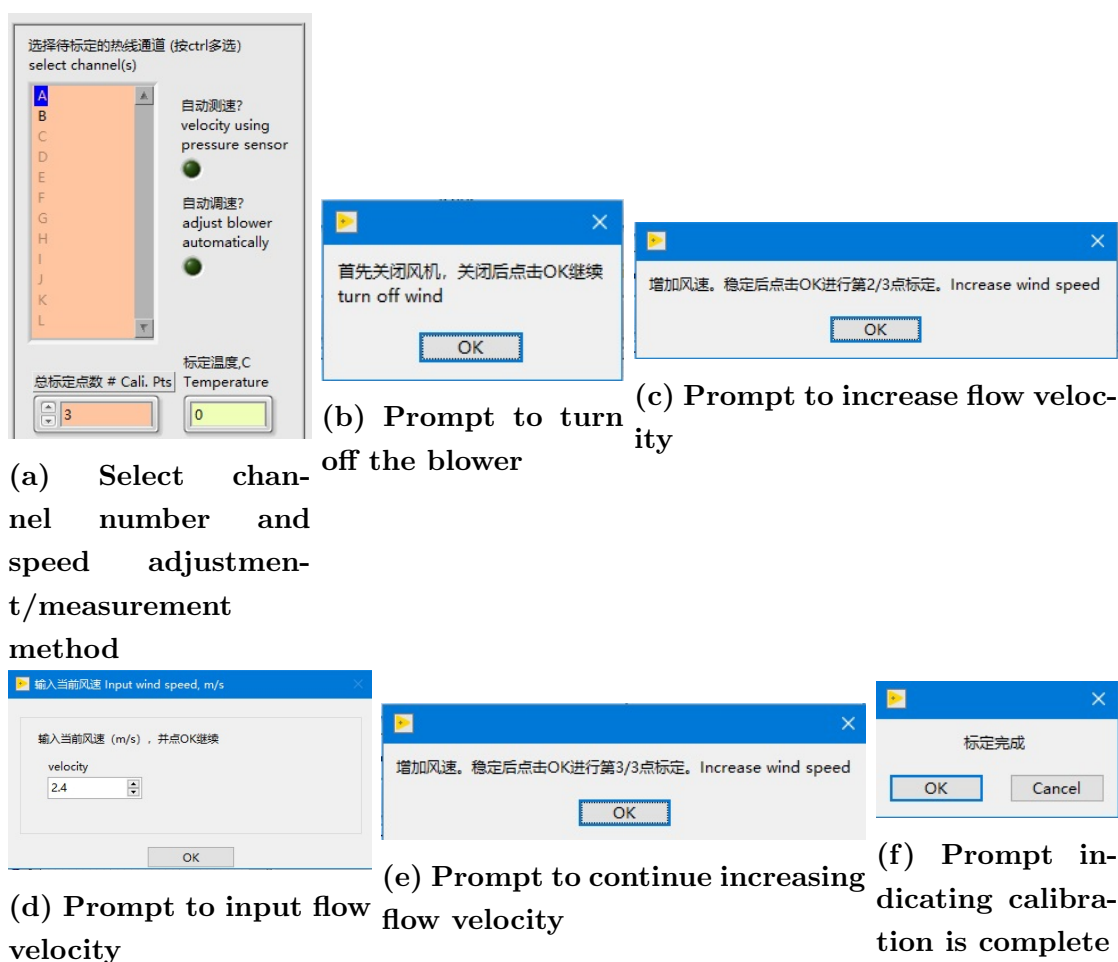 选择待标定的热线通道 (按ctrl多选)
select channel(s)
A
B
C
D
E
F
G
H
I
J
K
L
自动测速?
velocity using
pressure sensor
自动调速?
adjust blower
automatically
总标定点数 # Cali. Pts
3
标定温度,C
Temperature
0
(a) Select chan-
nel number and
speed adjustmen-
t/measurement
method
首先关闭风机，关闭后点击OK继续
turn off wind
OK
(b) Prompt to turn
off the blower
增加风速。稳定后点击OK进行第2/3点标定。Increase wind speed
OK
(c) Prompt to increase flow veloc-
ity
输入当前风速 Input wind speed, m/s
输入当前风速（m/s），并点OK继续
velocity
2.4
OK
(d) Prompt to input flow
velocity
增加风速。稳定后点击OK进行第3/3点标定。Increase wind speed
OK
(e) Prompt to continue increasing
flow velocity
标定完成
OK Cancel
(f) Prompt in-
dicating calibra-
tion is complete